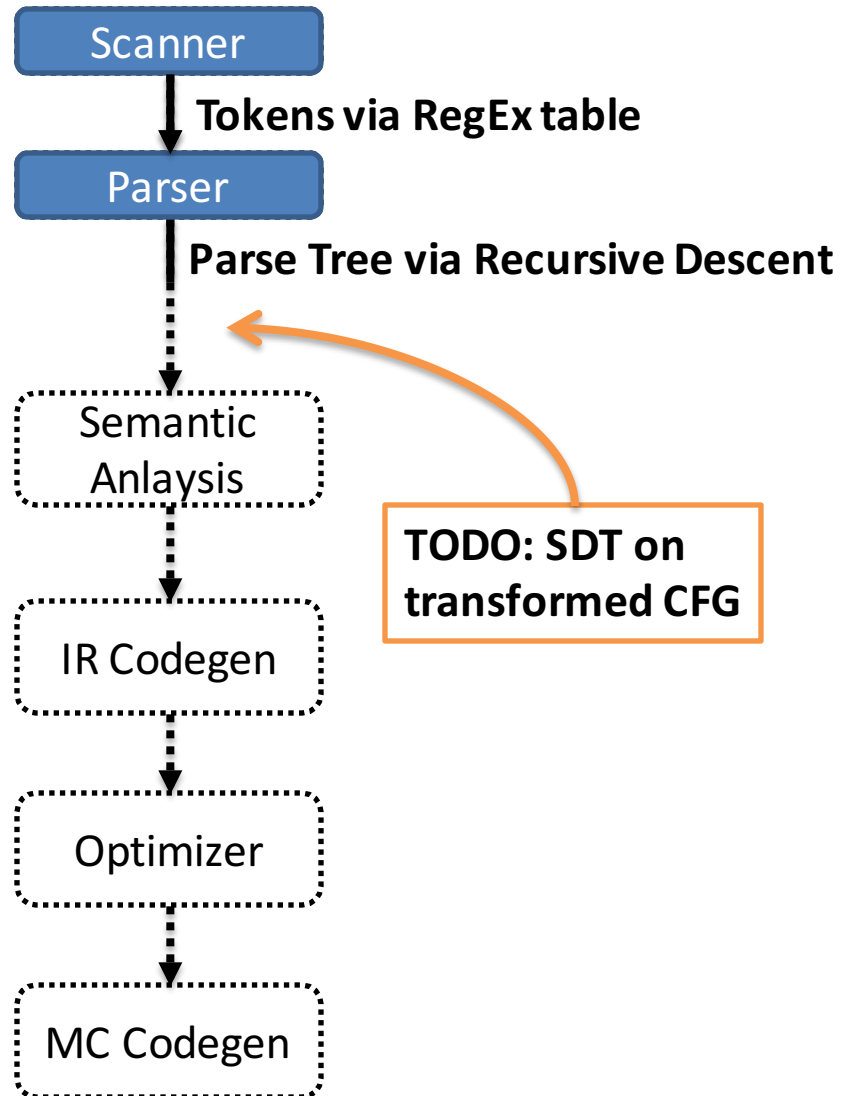 Scanner
Tokens via RegEx table
Parser
Parse Tree via Recursive Descent
Semantic
Anlaysis
TODO: SDT on
transformed CFG
IR Codegen
Optimizer
MC Codegen